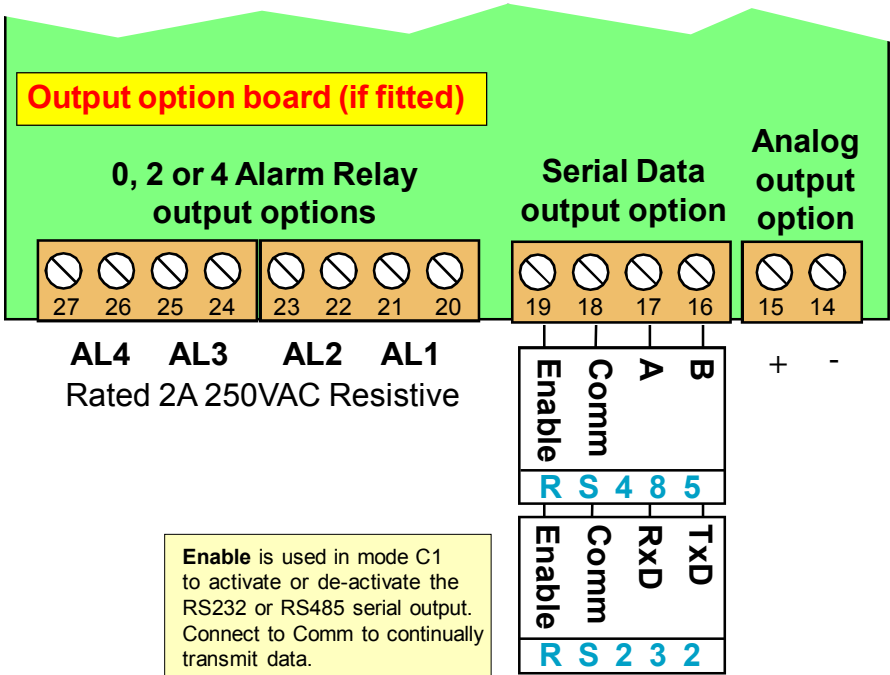 Output option board (if fitted)
0, 2 or 4 Alarm Relay
output options
Serial Data
output option
Analog
output
option
27 26 25 24 23 22 21 20 19 18 17 16 15 14
AL4 AL3 AL2 AL1
Rated 2A 250VAC Resistive
+ -
Enable
Comm
A
B
RS485
Enable
Comm
RxD
TxD
RS232
Enable is used in mode C1
to activate or de-activate the
RS232 or RS485 serial output.
Connect to Comm to continually
transmit data.